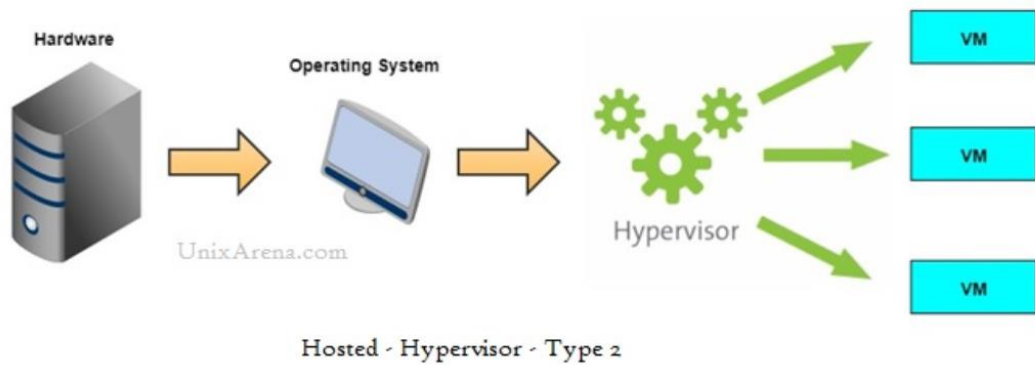 Hardware
Operating System
VM
VM
Hypervisor
UnixArena.com
VM
Hosted - Hypervisor - Type 2